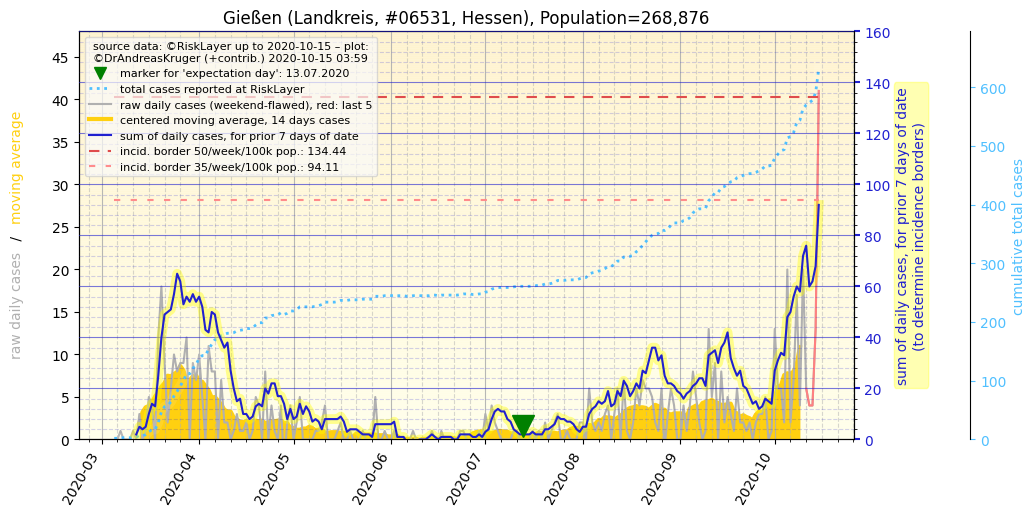 Gießen (Landkreis, #06531, Hessen), Population=268,876
source data: ©RiskLayer up to 2020-10-15 – plot:
©DrAndreasKruger (+contrib.) 2020-10-15 03:59
marker for 'expectation day': 13.07.2020
total cases reported at RiskLayer
raw daily cases (weekend-flawed), red: last 5
centered moving average, 14 days cases
sum of daily cases, for prior 7 days of date
incid. border 50/week/100k pop.: 134.44
incid. border 35/week/100k pop.: 94.11
raw daily cases / moving average
45
40
35
30
25
20
15
10
5
0
2020-03
2020-04
2020-05
2020-06
2020-07
2020-08
2020-09
2020-10
160
140
120
100
80
60
40
20
0
sum of daily cases, for prior 7 days of date
(to determine incidence borders)
600
500
400
300
200
100
0
cumulative total cases